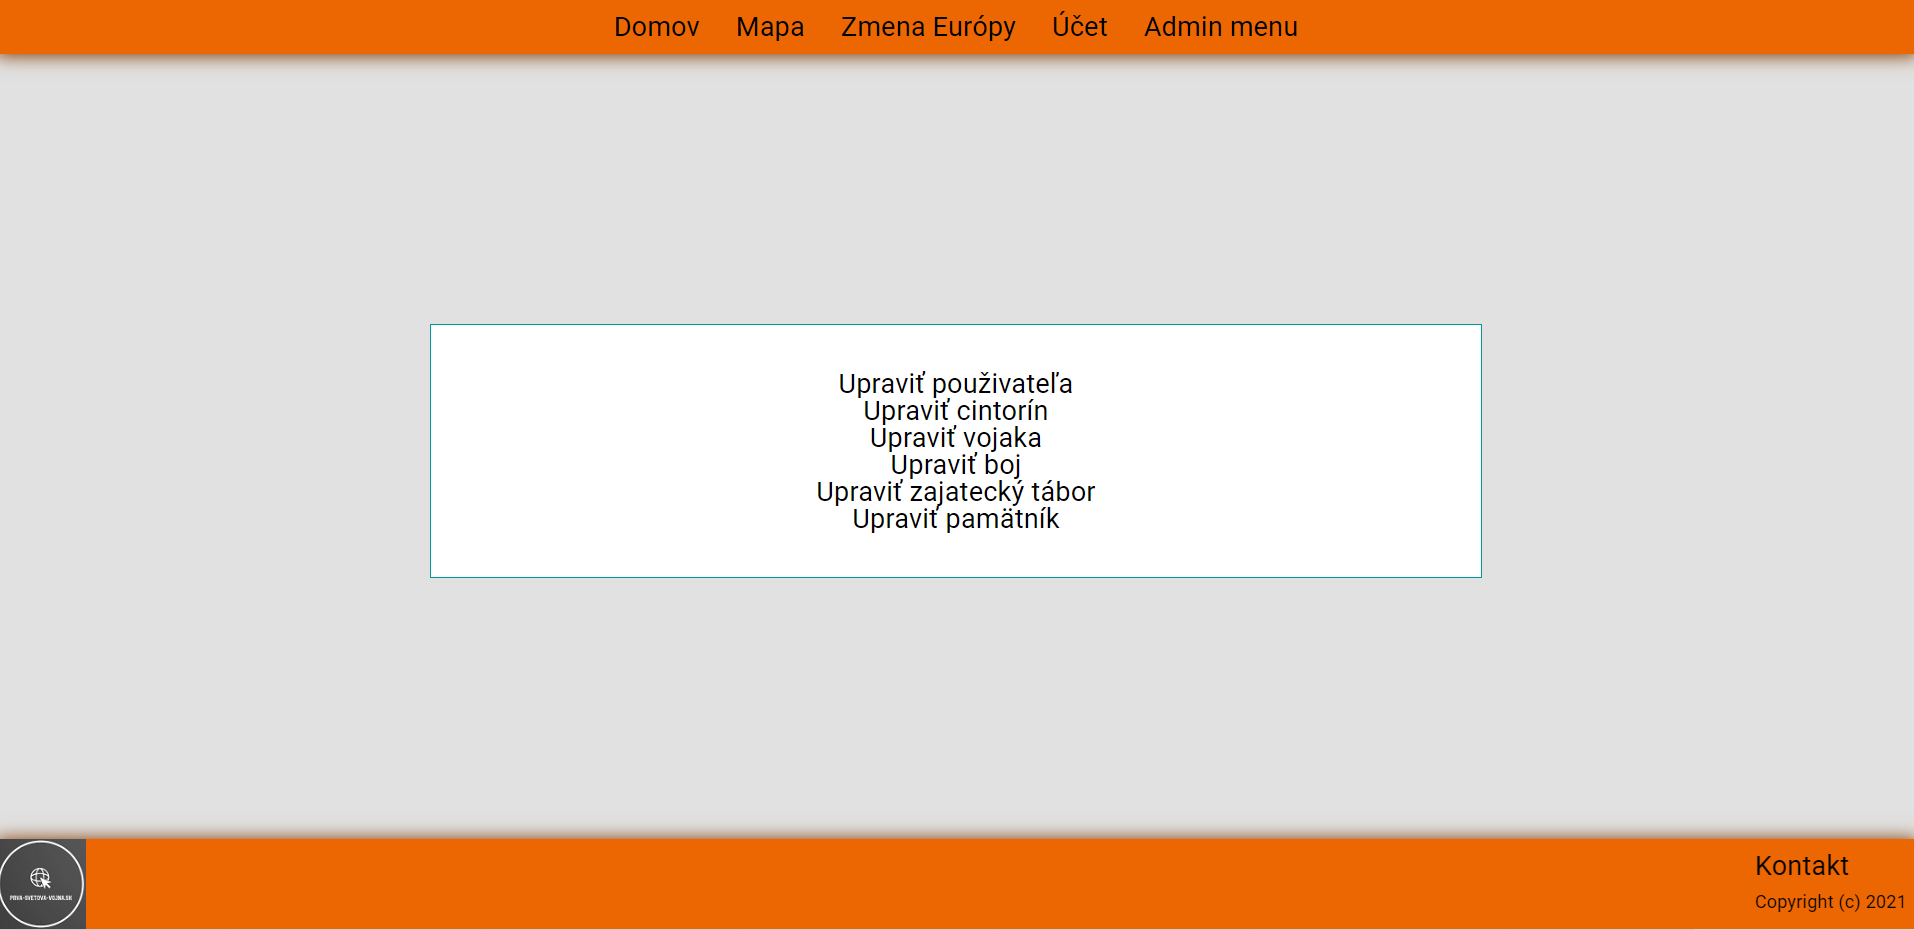 Domov Mapa Zmena Európy Účet Admin menu
Upraviť použivateľa
Upraviť cintorín
Upraviť vojaka
Upraviť boj
Upraviť zajatecký tábor
Upraviť pamätník
PRVA-SVETOVA-VOJNA.SK
Kontakt
Copyright (c) 2021